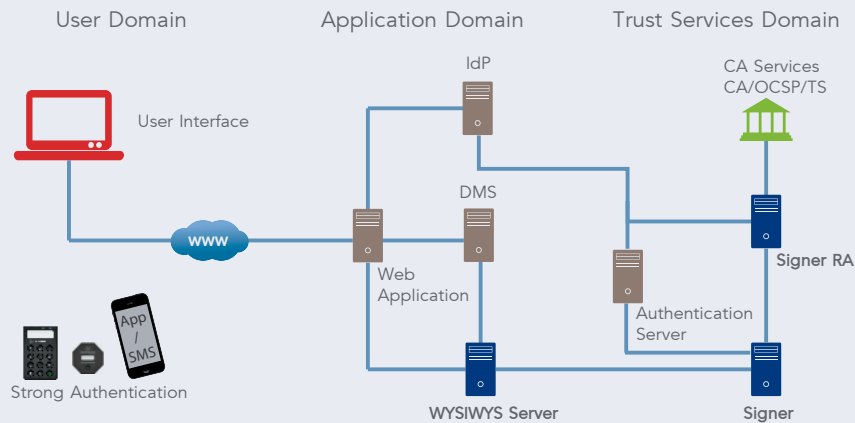 User Domain
Application Domain
Trust Services Domain
IdP
CA Services
CA/OCSP/TS
User Interface
DMS
www
Web
Application
Signer RA
Authentication
Server
App
/
SMS
Strong Authentication
WYSIWYS Server
Signer